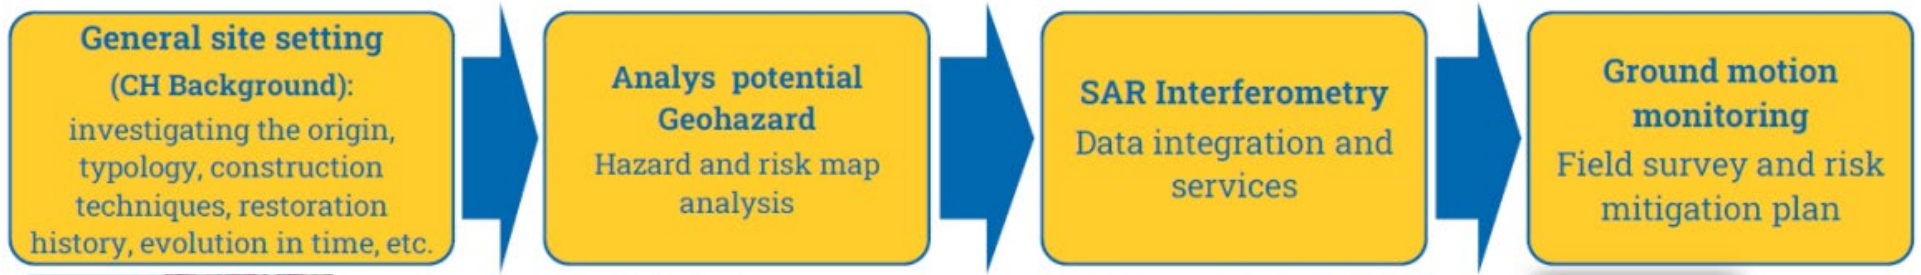 General site setting
(CH Background):
investigating the origin,
typology, construction
techniques, restoration
history, evolution in time, etc.
Analys potential
Geohazard
Hazard and risk map
analysis
SAR Interferometry
Data integration and
services
Ground motion
monitoring
Field survey and risk
mitigation plan